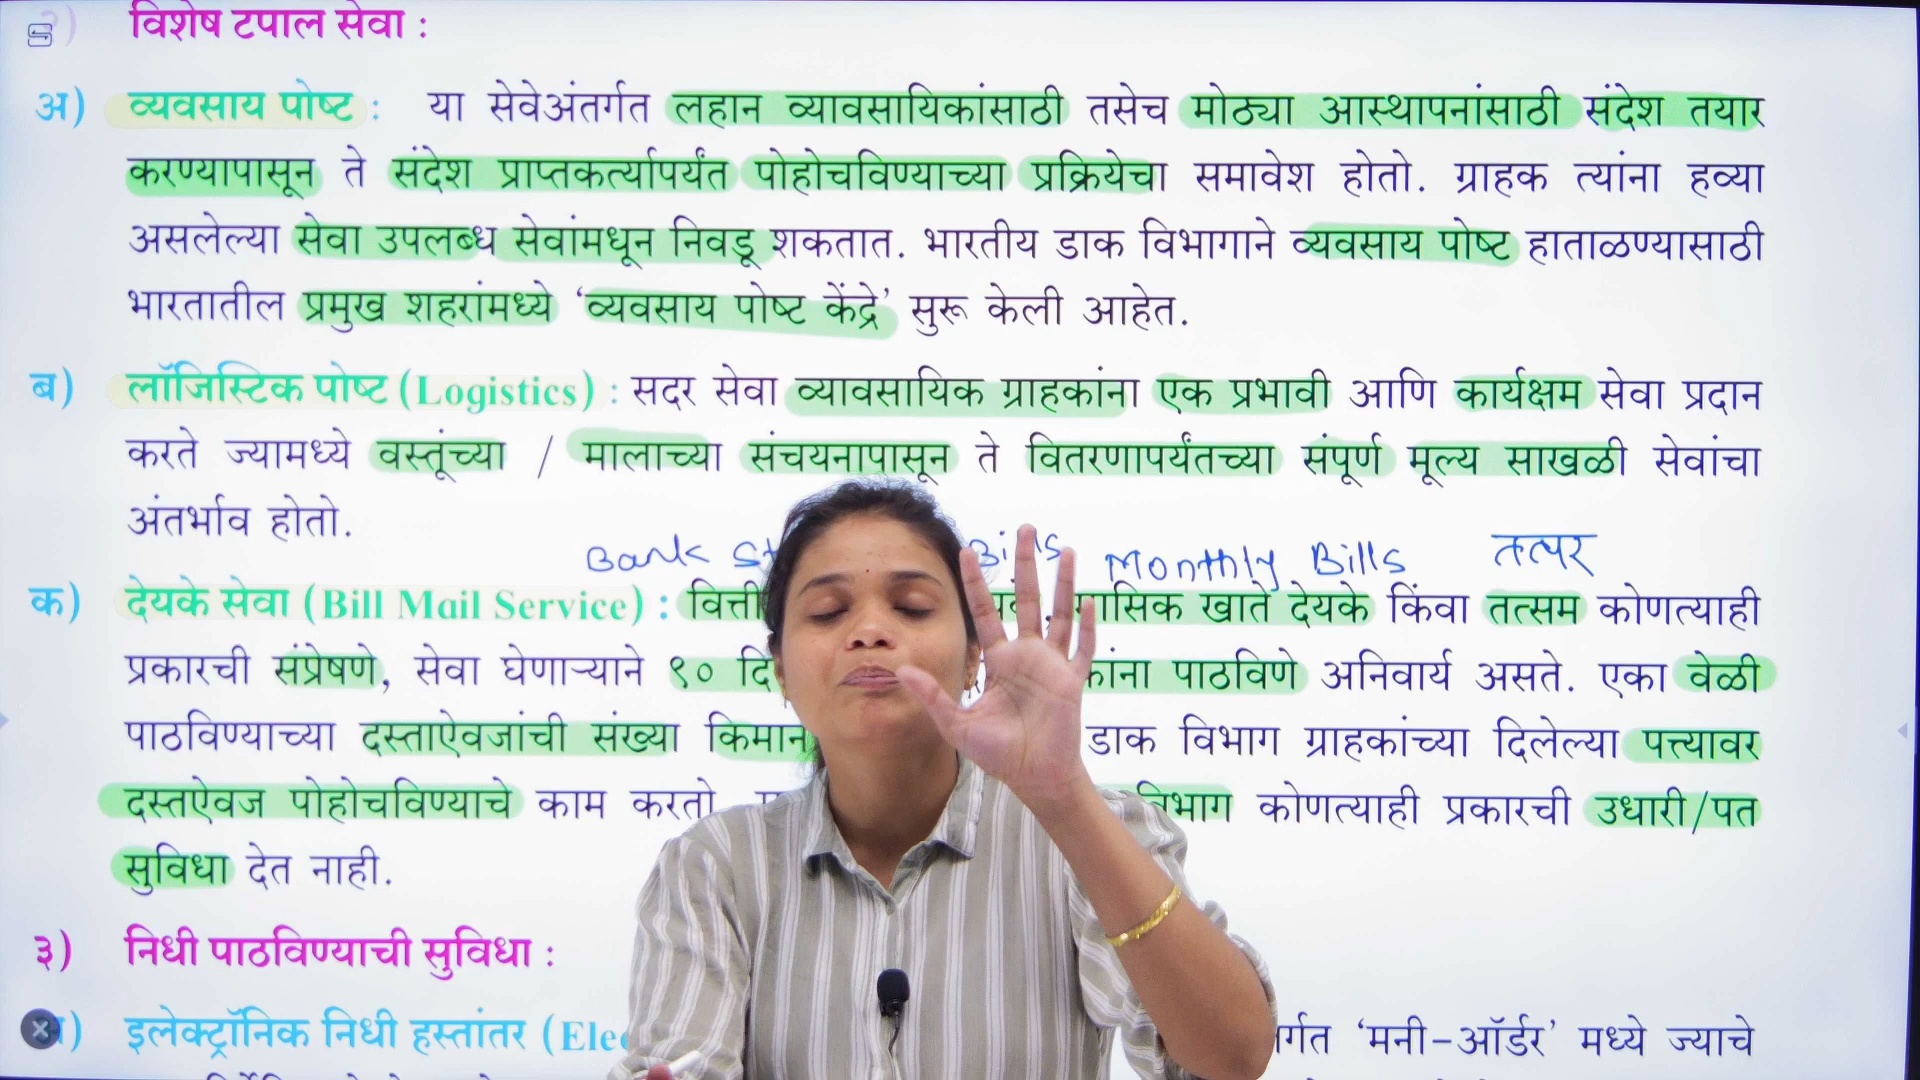 विशेष टपाल सेवा :
अ) व्यवसाय पोष्ट : या सेवेअंतर्गत लहान व्यावसायिकांसाठी तसेच मोठ्या आस्थापनांसाठी संदेश तयार
करण्यापासून ते संदेश प्राप्तकर्त्यापर्यंत पोहोचविण्याच्या प्रक्रियेचा समावेश होतो. ग्राहक त्यांना हव्या
असलेल्या सेवा उपलब्ध सेवांमधून निवडू शकतात. भारतीय डाक विभागाने व्यवसाय पोष्ट हाताळण्यासाठी
भारतातील प्रमुख शहरांमध्ये ‘व्यवसाय पोष्ट केंद्रे’ सुरू केली आहेत.
ब) लॉजिस्टिक पोष्ट (Logistics) : सदर सेवा व्यावसायिक ग्राहकांना एक प्रभावी आणि कार्यक्षम सेवा प्रदान
करते ज्यामध्ये वस्तूंच्या / मालाच्या संचयनापासून ते वितरणापर्यंतच्या संपूर्ण मूल्य साखळी सेवांचा
अंतर्भाव होतो.
Bank Bills Monthly Bills तत्पर
क) देयके सेवा (Bill Mail Service) : मासिक खाते देयके किंवा तत्सम कोणत्याही
प्रकारची संप्रेषणे, सेवा घेणाऱ्याने ९० पाठविणे अनिवार्य असते. एका वेळी
पाठविण्याच्या दस्ताऐवजांची संख्या किमान डाक विभाग ग्राहकांच्या दिलेल्या पत्त्यावर
दस्तऐवज पोहोचविण्याचे काम करतो विभाग कोणत्याही प्रकारची उधारी/पत
सुविधा देत नाही.
३) निधी पाठविण्याची सुविधा :
इलेक्ट्रॉनिक निधी हस्तांतर ‘मनी-ऑर्डर’ मध्ये ज्याचे